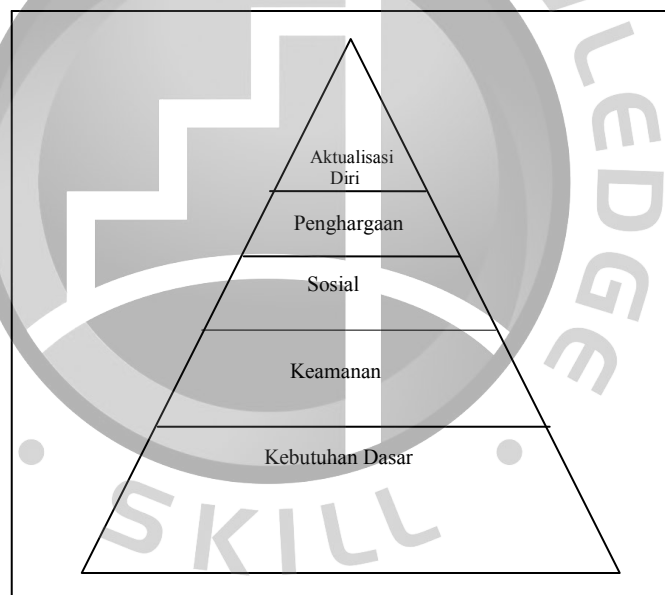 Aktualisasi
Diri
Penghargaan
Sosial
Keamanan
Kebutuhan Dasar
SKILL